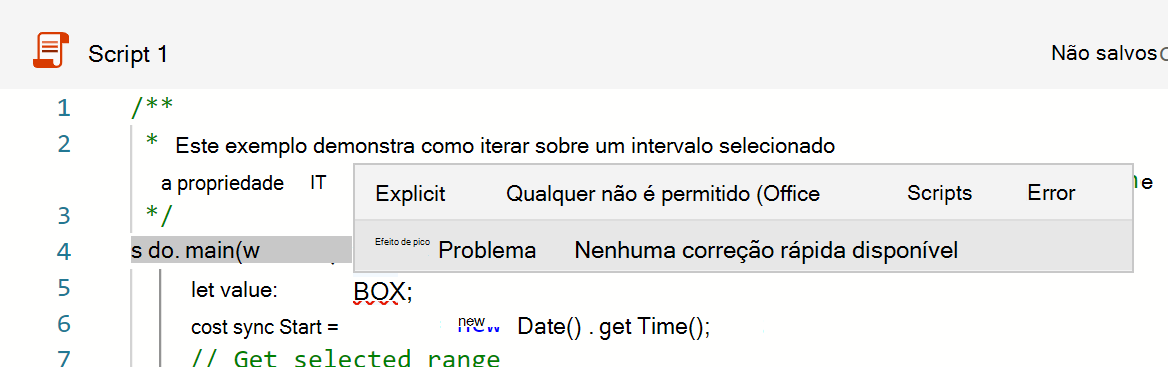 Script 1
Não salvos
1 /**
2 * Este exemplo demonstra como iterar sobre um intervalo selecionado
a propriedade IT e
Explicit Qualquer não é permitido (Office Scripts Error
3 */
Efeito de pico Problema Nenhuma correção rápida disponível
4 s do. main(w
5 let value: BOX;
6 cost sync Start = new Date() . get Time();
7 // Get selected range